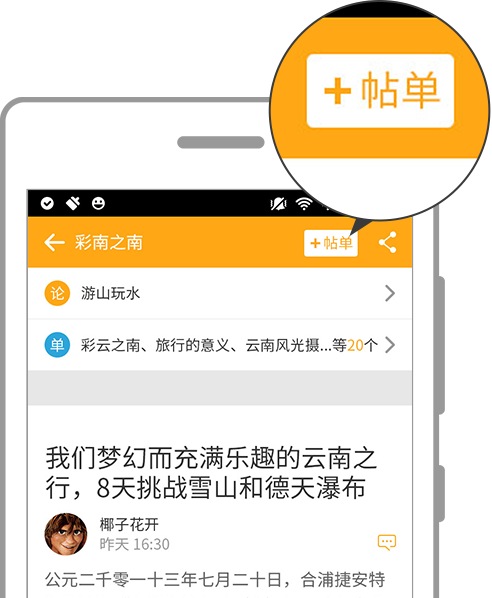 +帖单
彩南之南
+帖单
论 游山玩水
单 彩云之南、旅行的意义、云南风光摄...等20个
我们梦幻而充满乐趣的云南之
行，8天挑战雪山和德天瀑布
椰子花开
昨天 16:30
公元二千零一十三年七月二十日，合浦捷安特